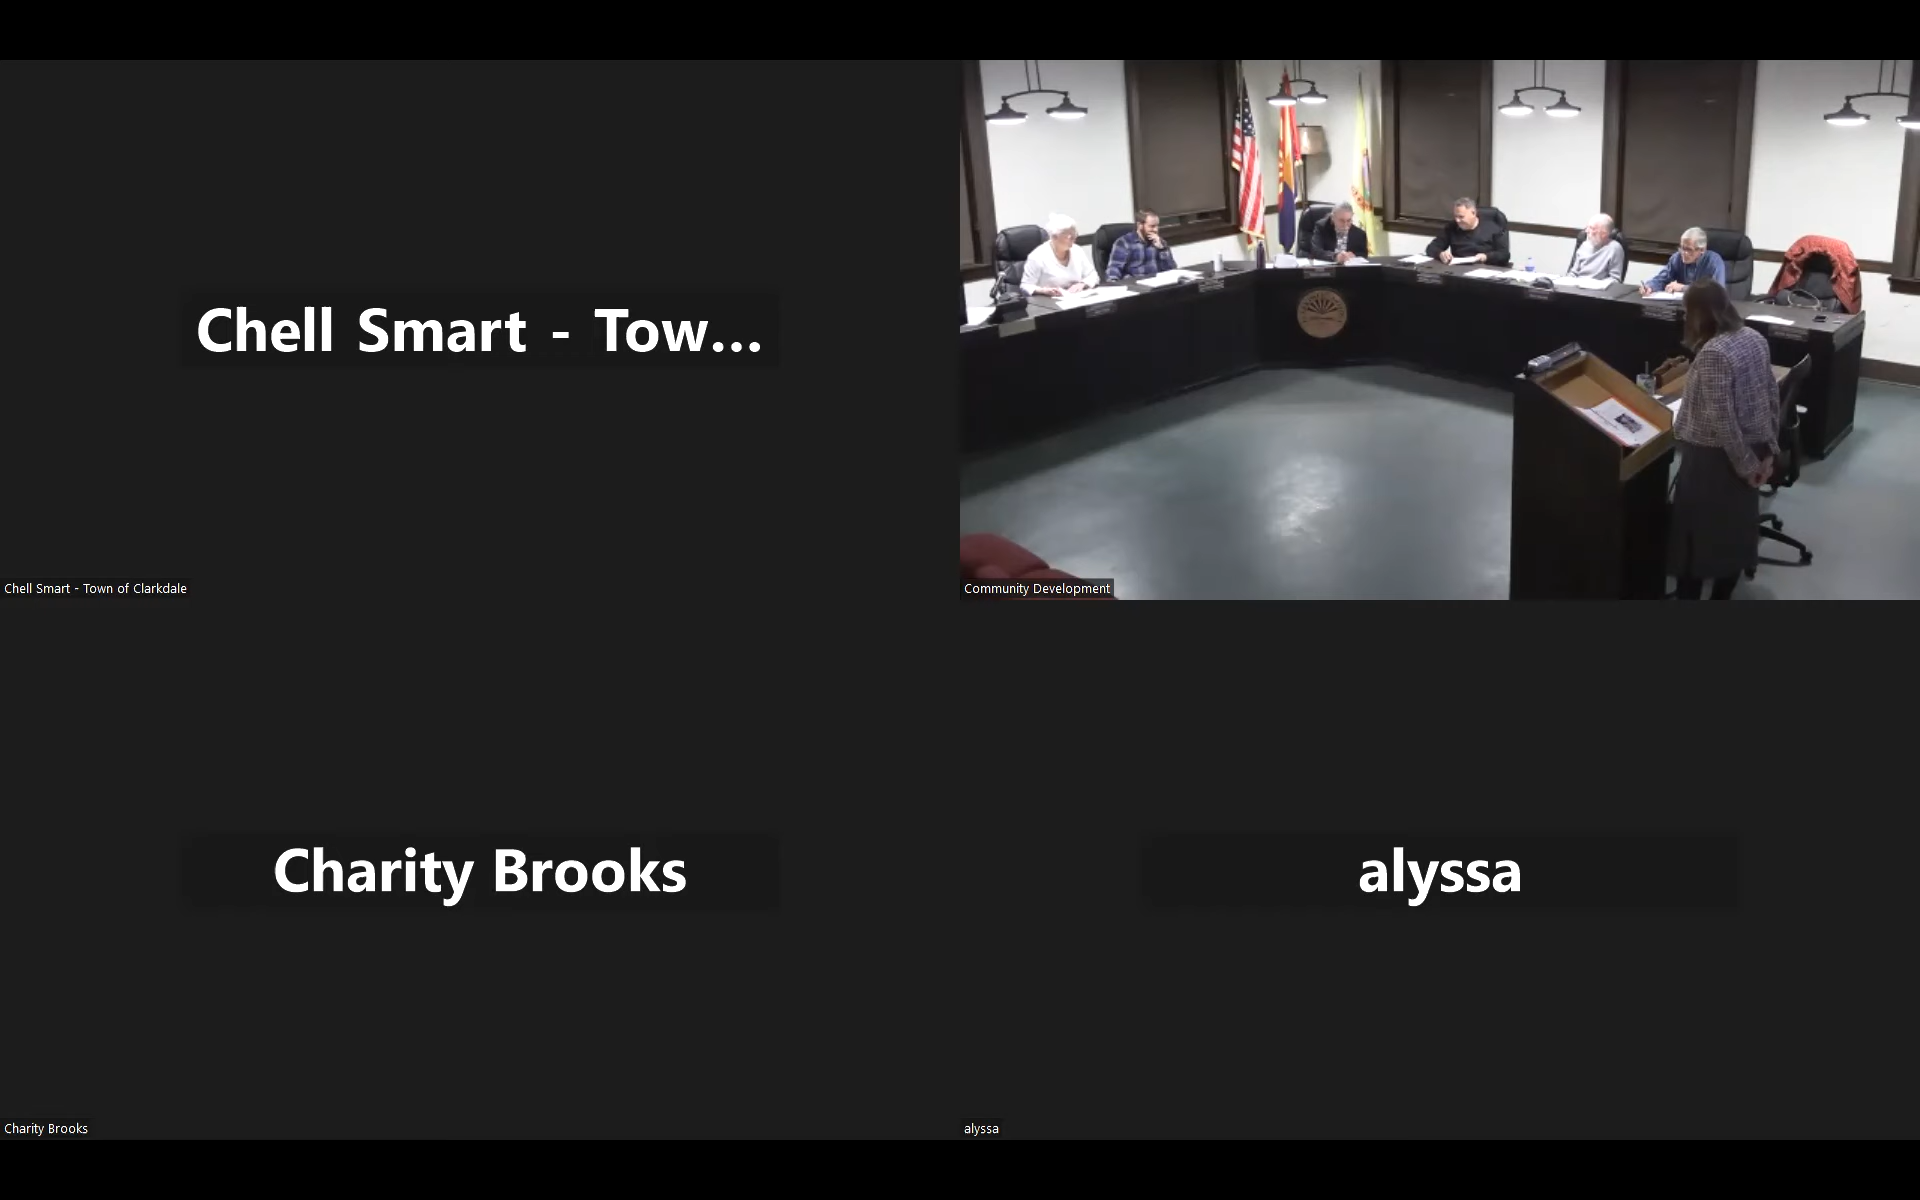 Chell Smart - Tow...
Chell Smart - Town of Clarkdale
Community Development
Charity Brooks
Charity Brooks
alyssa
alyssa